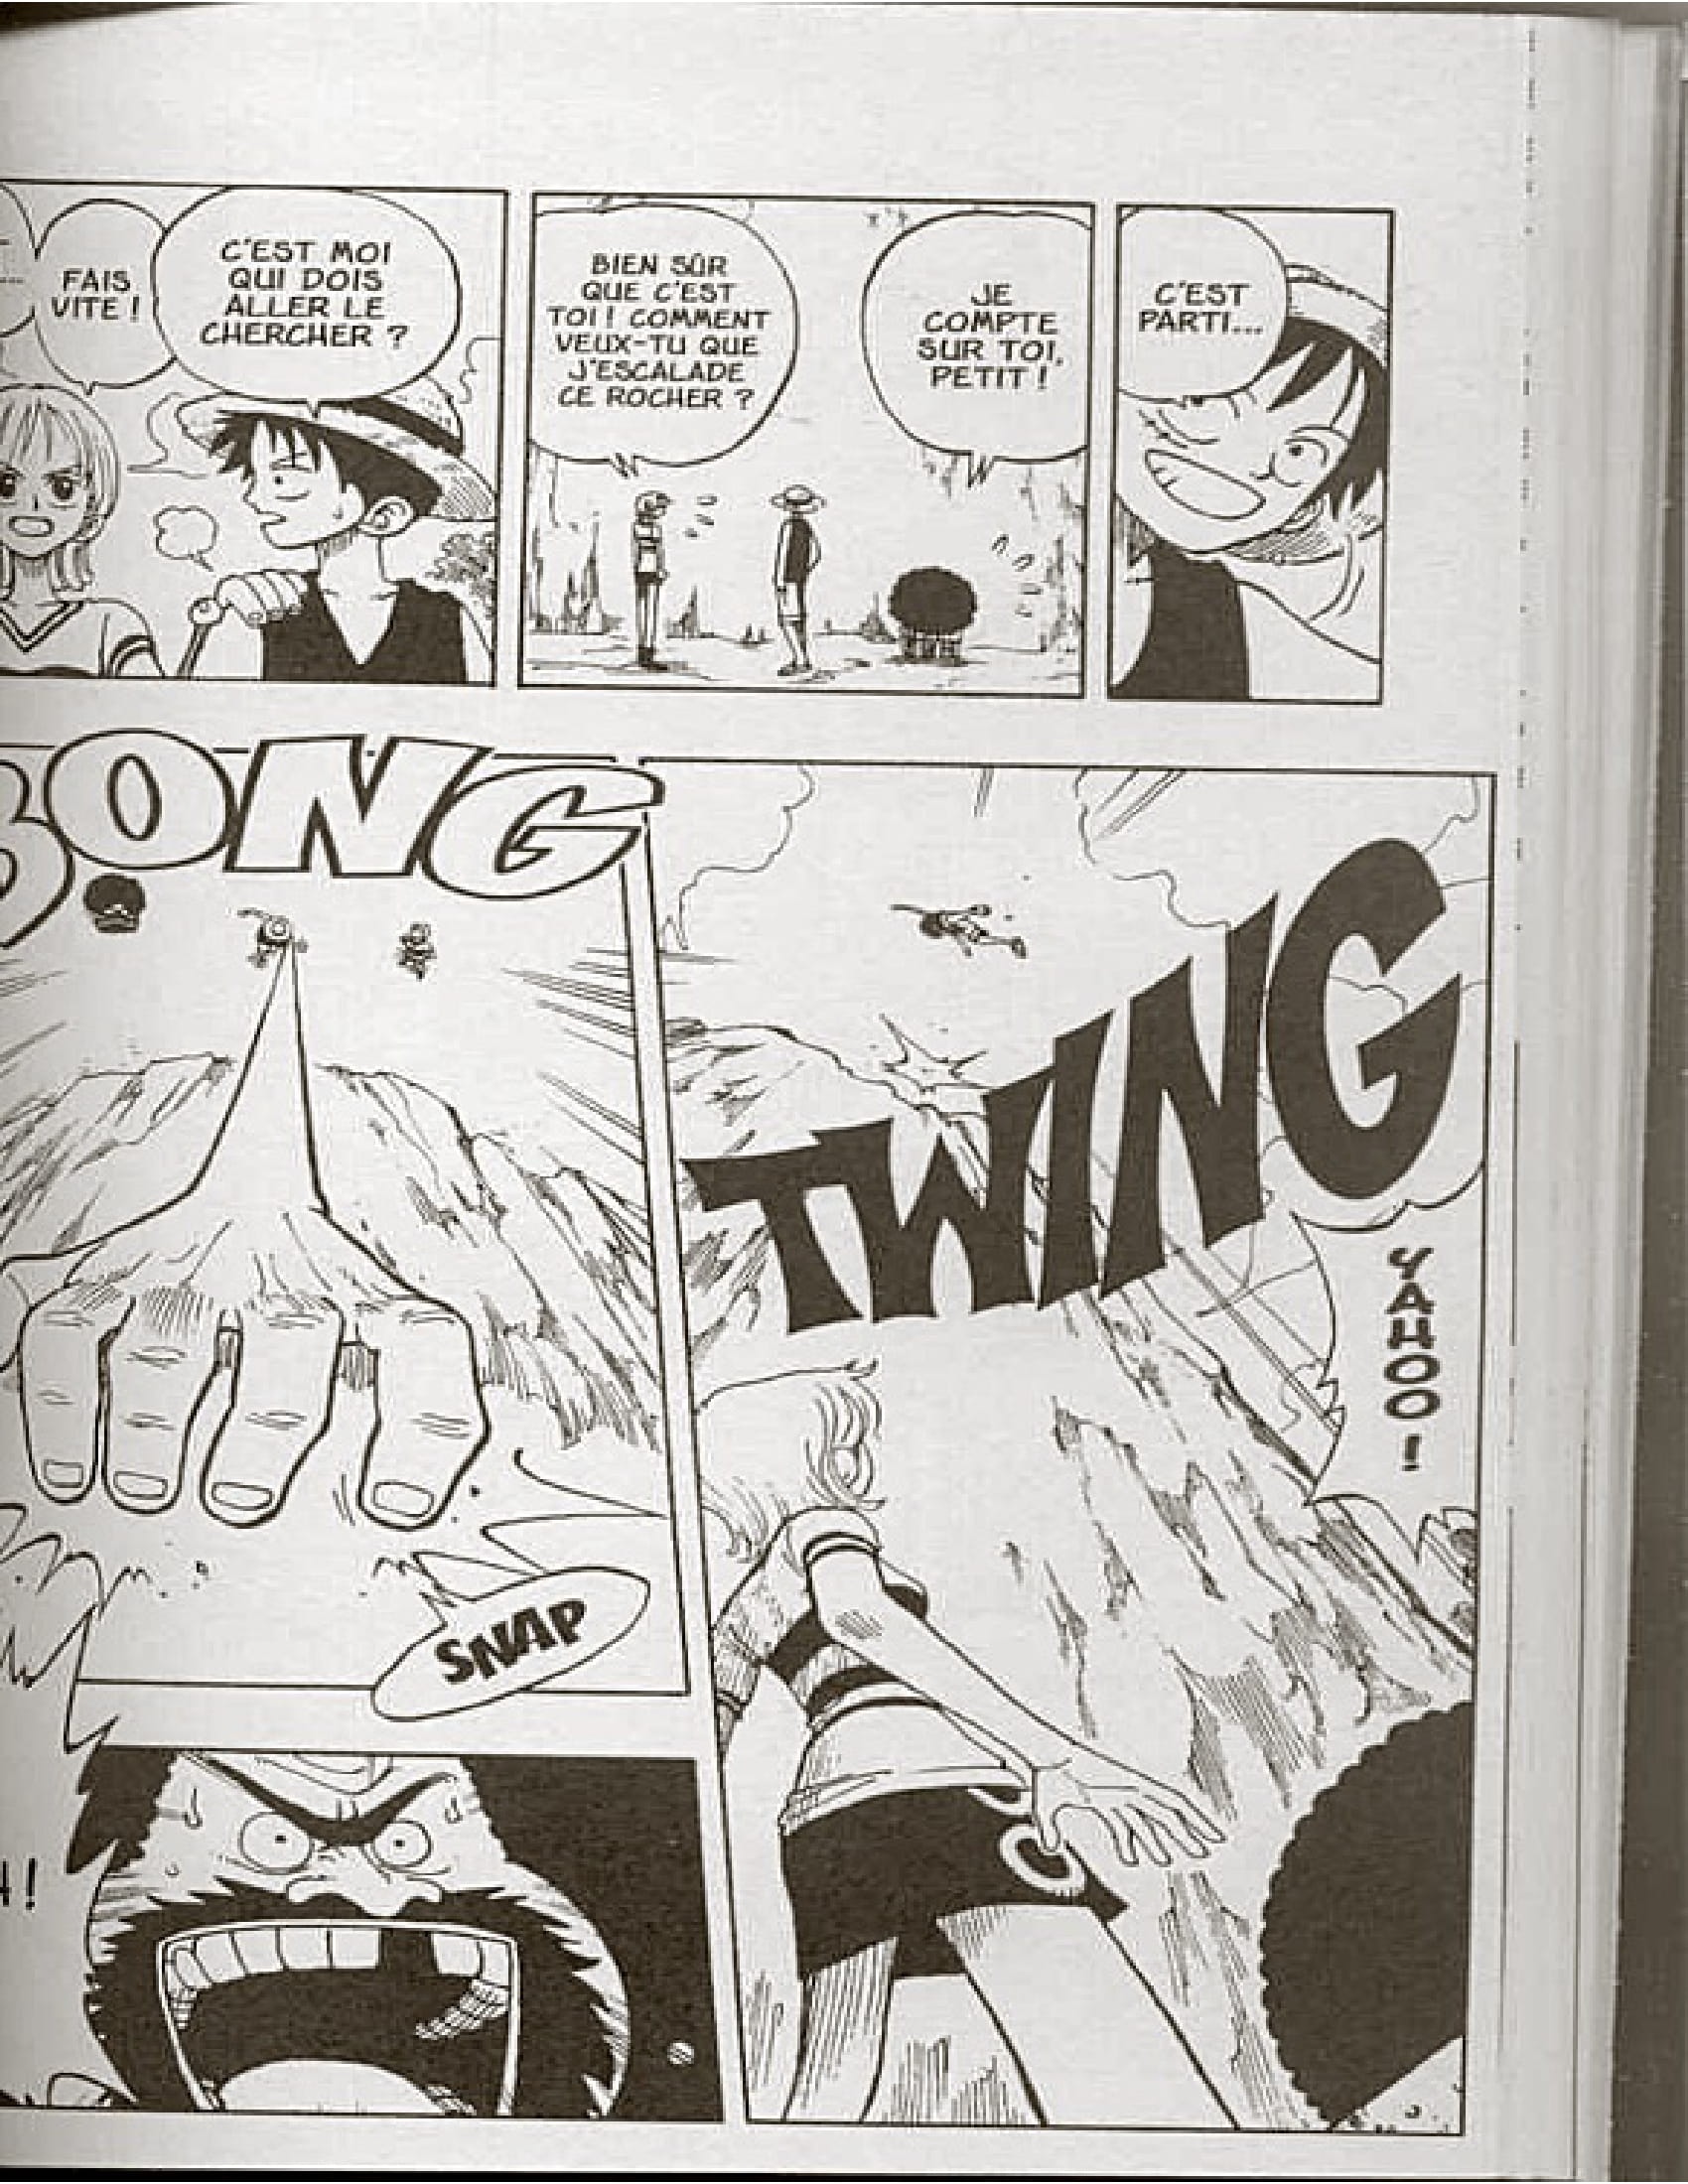 FAIS
VITE !
C'EST MOI
QUI DOIS
ALLER LE
CHERCHER ?
BIEN SÛR
QUE C'EST
TOI ! COMMENT
VEUX-TU QUE
J'ESCALADE
CE ROCHER ?
JE
COMPTE
SUR TOI,
PETIT !
C'EST
PARTI...
ONG
SNAP
TWING
YAHOO !